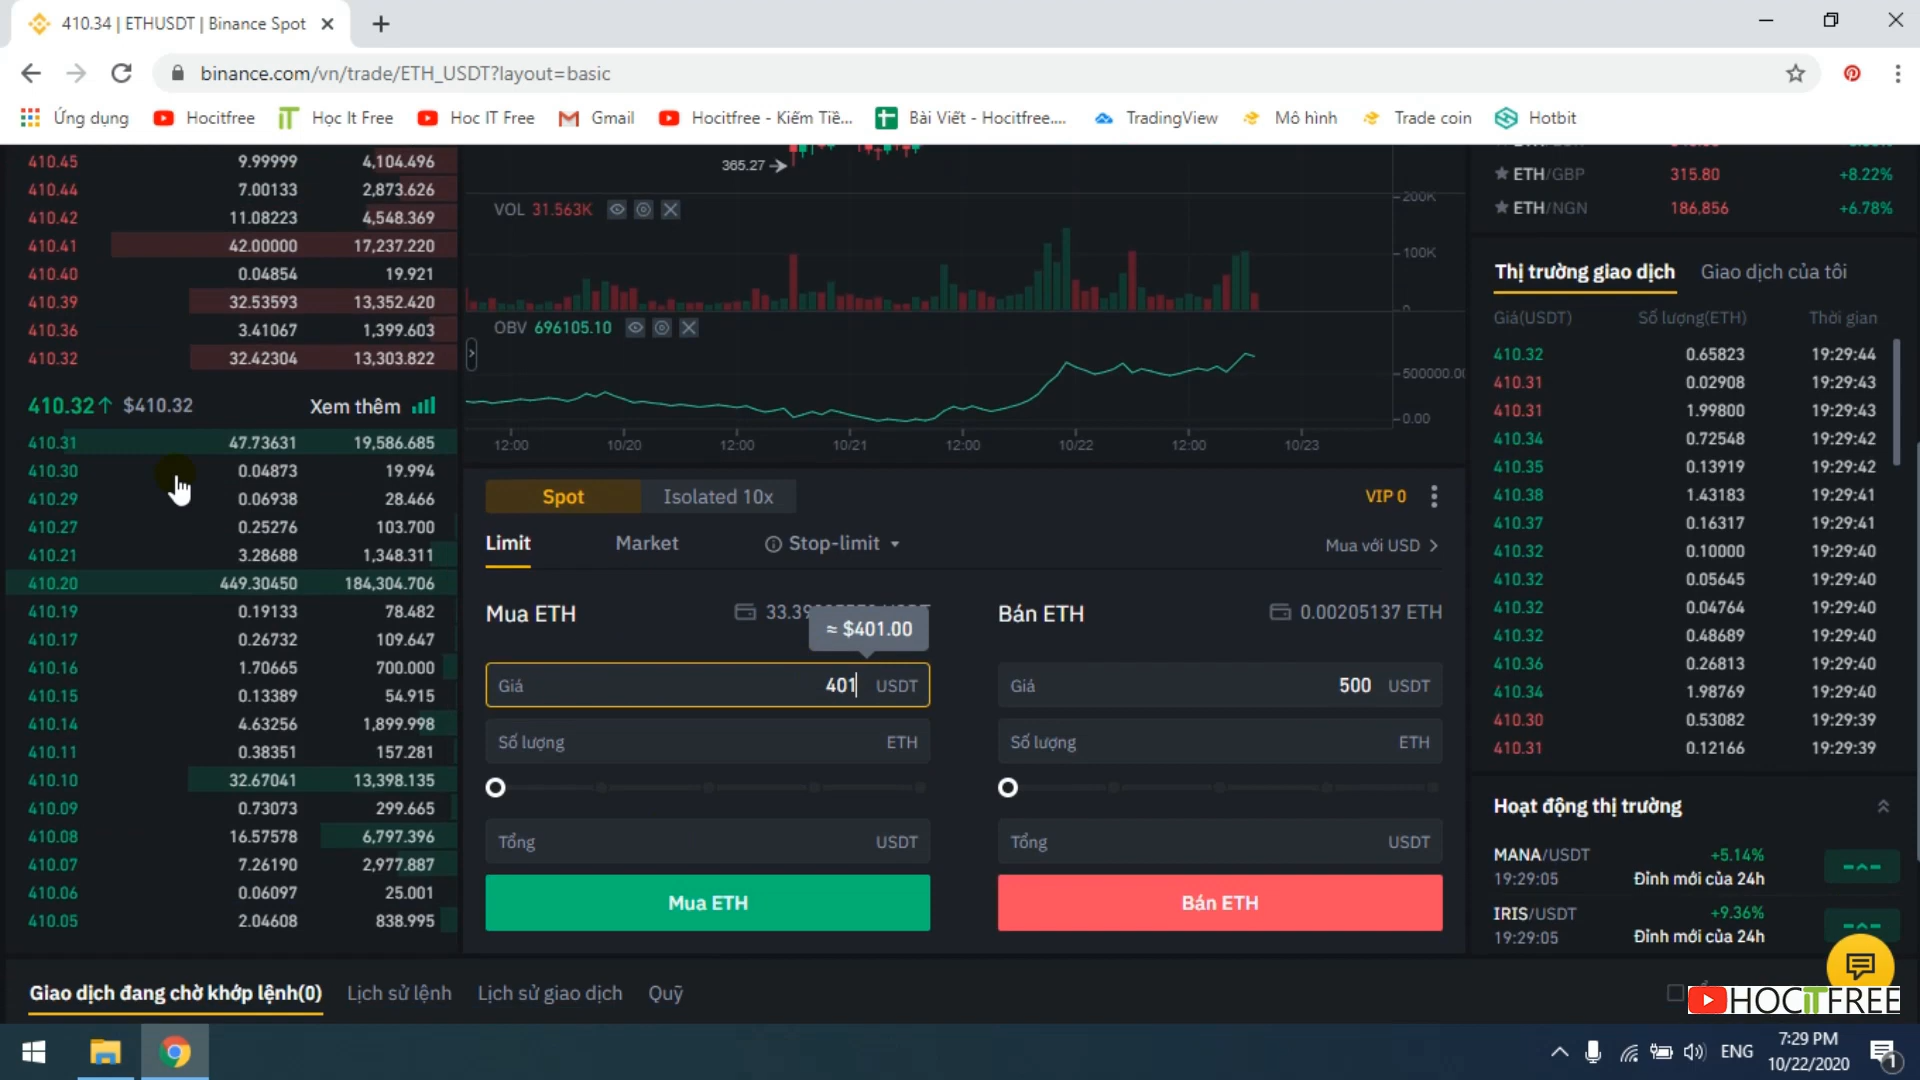 410.34 | ETHUSDT | Binance Spot
binance.com/vn/trade/ETH_USDT?layout=basic
Ứng dụng Hocitfree Học It Free Hoc IT Free Gmail Hocitfree - Kiếm Tiề... Bài Viết - Hocitfree.... TradingView Mô hình Trade coin Hotbit
410.45 9.99999 4,104.496
410.44 7.00133 2,873.626
410.42 11.08223 4,548.369
410.41 42.00000 17,237.220
410.40 0.04854 19.921
410.39 32.53593 13,352.420
410.36 3.41067 1,399.603
410.32 32.42304 13,303.822
410.32↑ $410.32 Xem thêm
410.31 47.73631 19,586.685
410.30 0.04873 19.994
410.29 0.06938 28.466
410.27 0.25276 103.700
410.21 3.28688 1,348.311
410.20 449.30450 184,304.706
410.19 0.19133 78.482
410.17 0.26732 109.647
410.16 1.70665 700.000
410.15 0.13389 54.915
410.14 4.63256 1,899.998
410.11 0.38351 157.281
410.10 32.67041 13,398.135
410.09 0.73073 299.665
410.08 16.57578 6,797.396
410.07 7.26190 2,977.887
410.06 0.06097 25.001
410.05 2.04608 838.995
365.27
200K
VOL 31.563K
100K
0
OBV 696105.10
500000.00
0.00
12:00 10/20 12:00 10/21 12:00 10/22 12:00 10/23
Spot Isolated 10x VIP 0
Limit Market Stop-limit Mua với USD
Mua ETH
≈ $401.00
Giá 401 USDT
Số lượng ETH
Tổng USDT
Mua ETH
Bán ETH 0.00205137 ETH
Giá 500 USDT
Số lượng ETH
Tổng USDT
Bán ETH
ETH/GBP 315.80 +8.22%
ETH/NGN 186,856 +6.78%
Thị trường giao dịch Giao dịch của tôi
Giá(USDT) Số lượng(ETH) Thời gian
410.32 0.65823 19:29:44
410.31 0.02908 19:29:43
410.31 1.99800 19:29:43
410.34 0.72548 19:29:42
410.35 0.13919 19:29:42
410.38 1.43183 19:29:41
410.37 0.16317 19:29:41
410.32 0.10000 19:29:40
410.32 0.05645 19:29:40
410.32 0.04764 19:29:40
410.32 0.48689 19:29:40
410.36 0.26813 19:29:40
410.34 1.98769 19:29:40
410.30 0.53082 19:29:39
410.31 0.12166 19:29:39
Hoạt động thị trường
MANA/USDT +5.14%
19:29:05 Đỉnh mới của 24h
IRIS/USDT +9.36%
19:29:05 Đỉnh mới của 24h
Giao dịch đang chờ khớp lệnh(0) Lịch sử lệnh Lịch sử giao dịch Quỹ
HOCITFREE
ENG
7:29 PM
10/22/2020
1